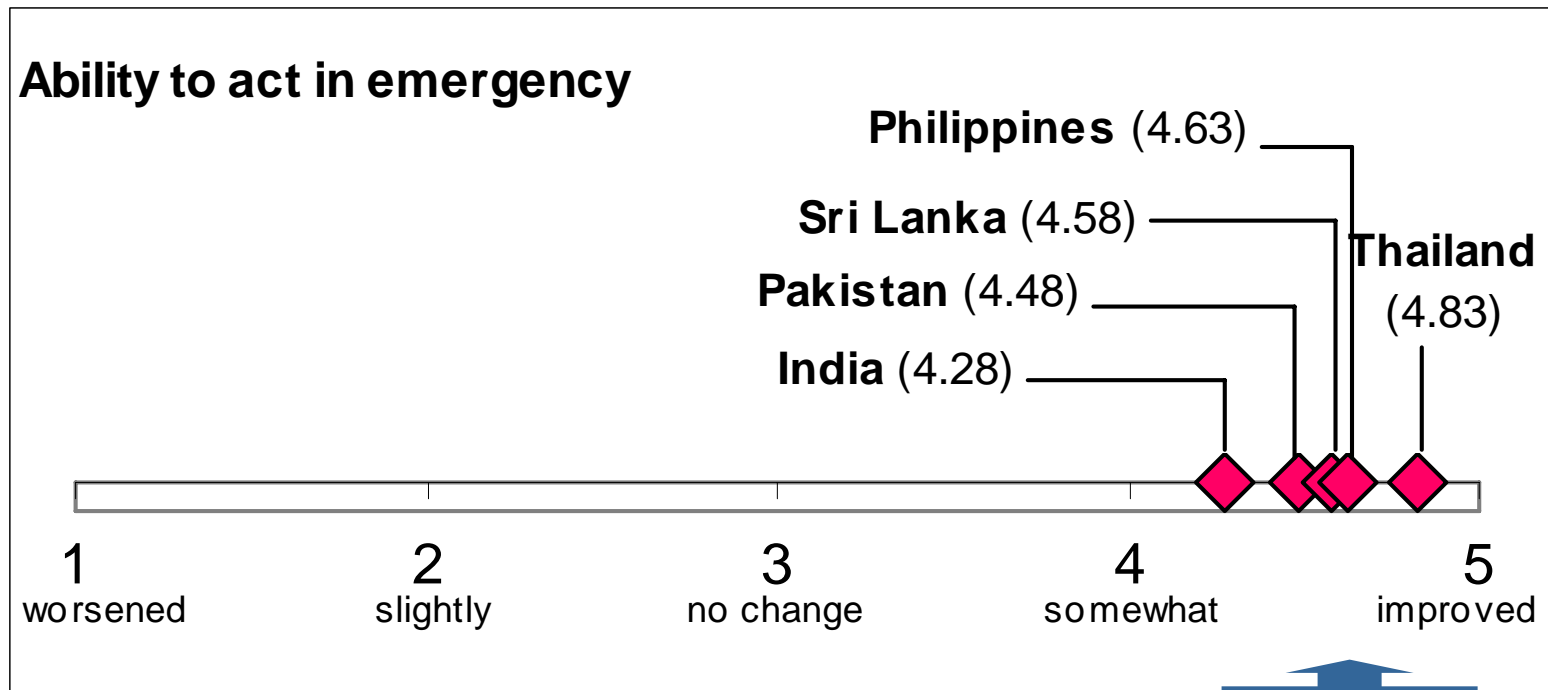 Ability to act in emergency
Philippines (4.63)
Sri Lanka (4.58)
Thailand
(4.83)
Pakistan (4.48)
India (4.28)
1 2 3 4 5
worsened slightly no change somewhat improved